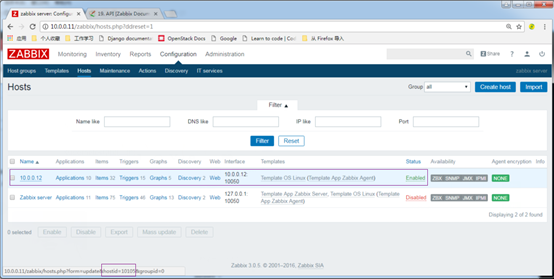 zabbix server: Config
19. API [Zabbix Docume
10.0.0.11/zabbix/hosts.php?ddreset=1
应用 个人收藏 工作学习 Django documents OpenStack Docs Google Learn to code | Co 从 Firefox 导入
ZABBIX Monitoring Inventory Reports Configuration Administration Share
Host groups Templates Hosts Maintenance Actions Discovery IT services zabbix server
Hosts Group all Create host Import
Filter ▲
Name like DNS like IP like Port
Filter Reset
Name ▲ Applications Items Triggers Graphs Discovery Web Interface Templates Status Availability Agent encryption Info
10.0.0.12 Applications 10 Items 32 Triggers 15 Graphs 5 Discovery 2 Web 10.0.0.12: 10050 Template OS Linux (Template App Zabbix Agent) Enabled ZBX SNMP JMX IPMI NONE
Zabbix server Applications 11 Items 75 Triggers 46 Graphs 13 Discovery 2 Web 127.0.0.1: 10050 Template App Zabbix Server, Template OS Linux (Template App Zabbix Agent) Disabled ZBX SNMP JMX IPMI NONE
Displaying 2 of 2 found
0 selected Enable Disable Export Mass update Delete
Zabbix 3.0.5. © 2001–2016, Zabbix SIA
10.0.0.11/zabbix/hosts.php?form=update&hostid=10105&groupid=0